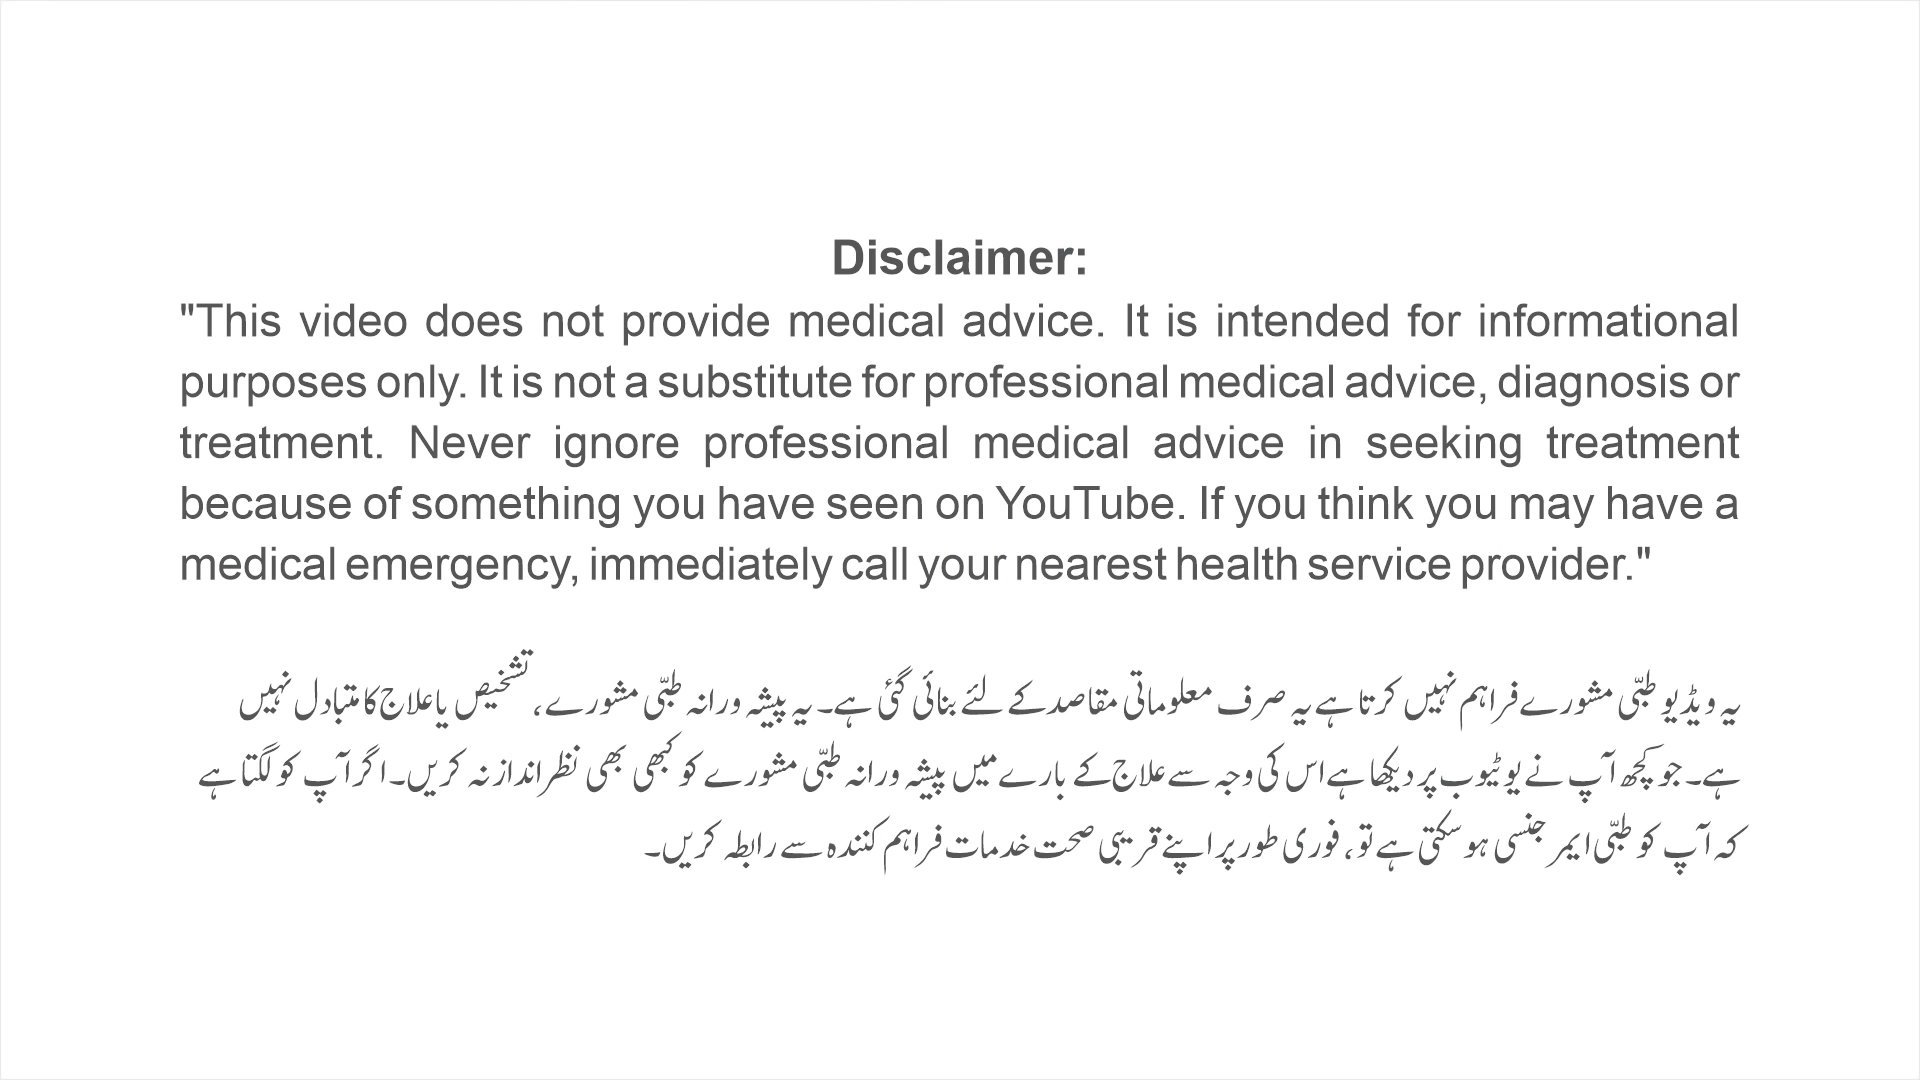 Disclaimer:
"This video does not provide medical advice. It is intended for informational
purposes only. It is not a substitute for professional medical advice, diagnosis or
treatment. Never ignore professional medical advice in seeking treatment
because of something you have seen on YouTube. If you think you may have a
medical emergency, immediately call your nearest health service provider."
یہ ویڈیو طبّی مشورے فراہم نہیں کرتا ہے یہ صرف معلوماتی مقاصد کے لئے بنائی گئی ہے۔ یہ پیشہ ورانہ طبّی مشورے، تشخیص یا علاج کا متبادل نہیں
ہے۔ جو کچھ آپ نے یوٹیوب پر دیکھا ہے اس کی وجہ سے علاج کے بارے میں پیشہ ورانہ طبّی مشورے کو کبھی بھی نظر انداز نہ کریں۔ اگر آپ کو لگتا ہے
کہ آپ کو طبّی ایمرجنسی ہو سکتی ہے تو، فوری طور پر اپنے قریبی صحت خدمات فراہم کنندہ سے رابطہ کریں۔